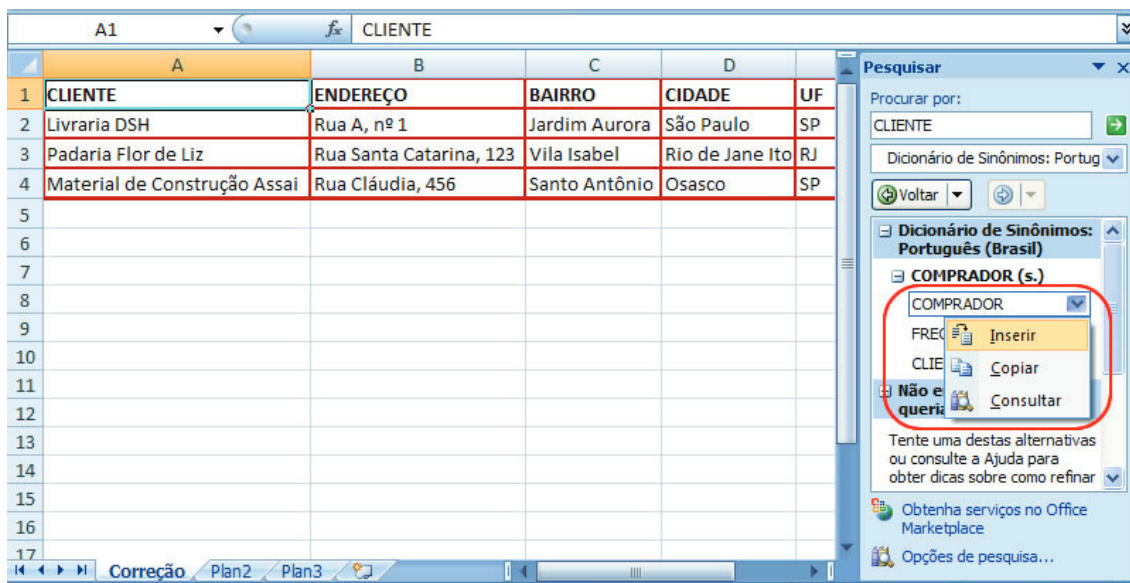 A1 fx CLIENTE
A B C D
Pesquisar
1 CLIENTE ENDEREÇO BAIRRO CIDADE UF
2 Livraria DSH Rua A, nº 1 Jardim Aurora São Paulo SP
3 Padaria Flor de Liz Rua Santa Catarina, 123 Vila Isabel Rio de Jane Ito RJ
4 Material de Construção Assai Rua Cláudia, 456 Santo Antônio Osasco SP
5
6
7
8
9
10
11
12
13
14
15
16
17
Correção Plan2 Plan3
Procurar por:
CLIENTE
Dicionário de Sinônimos: Portug
Voltar
Dicionário de Sinônimos:
Português (Brasil)
COMPRADOR (s.)
COMPRADOR
Inserir
Copiar
Consultar
Tente uma destas alternativas
ou consulte a Ajuda para
obter dicas sobre como refinar
Obtenha serviços no Office
Marketplace
Opções de pesquisa...